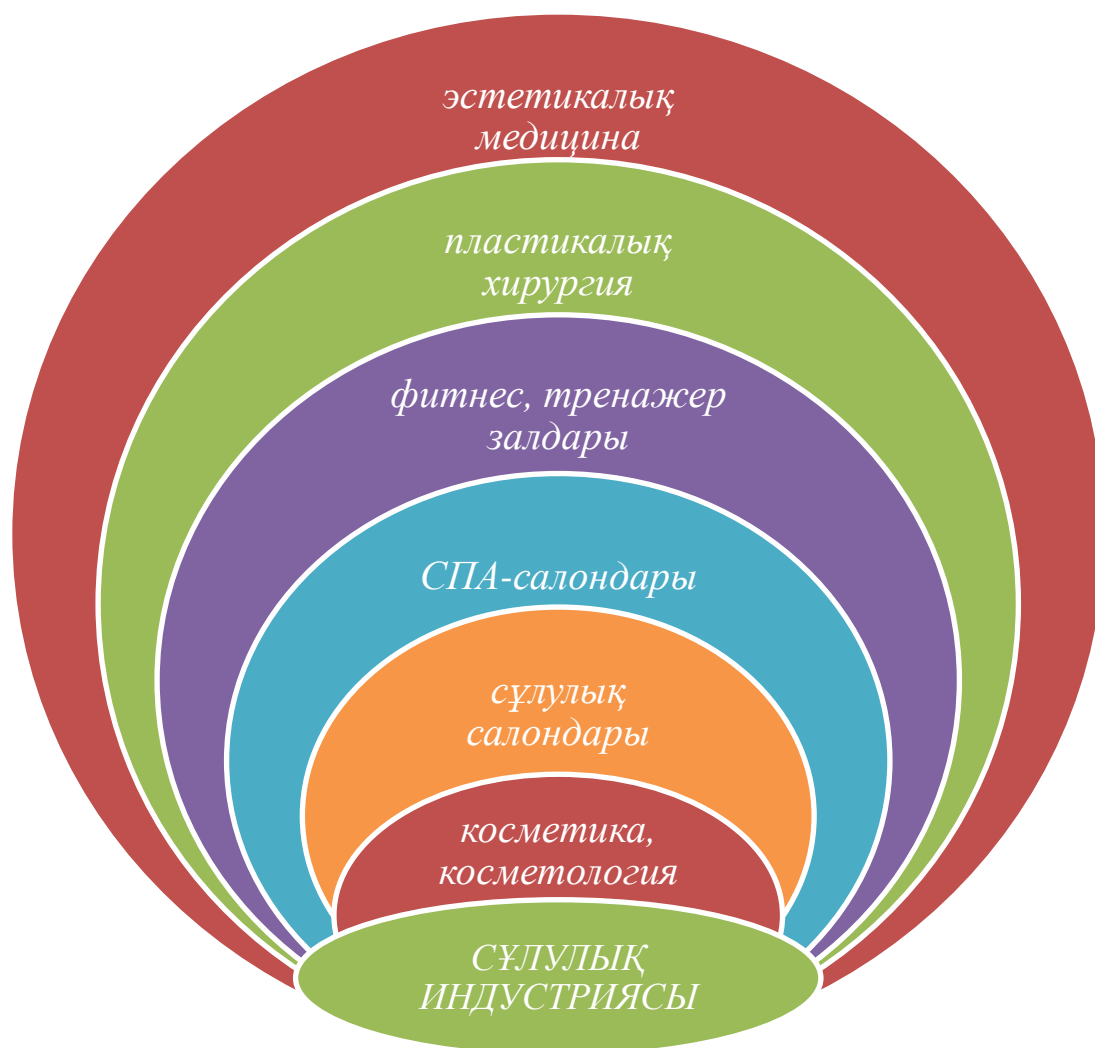 эстетикалық
медицина
пластикалық
хирургия
фитнес, тренажер
залдары
СПА-салондары
сұлулық
салондары
косметика,
косметология
СҰЛУЛЫҚ
ИНДУСТРИЯСЫ